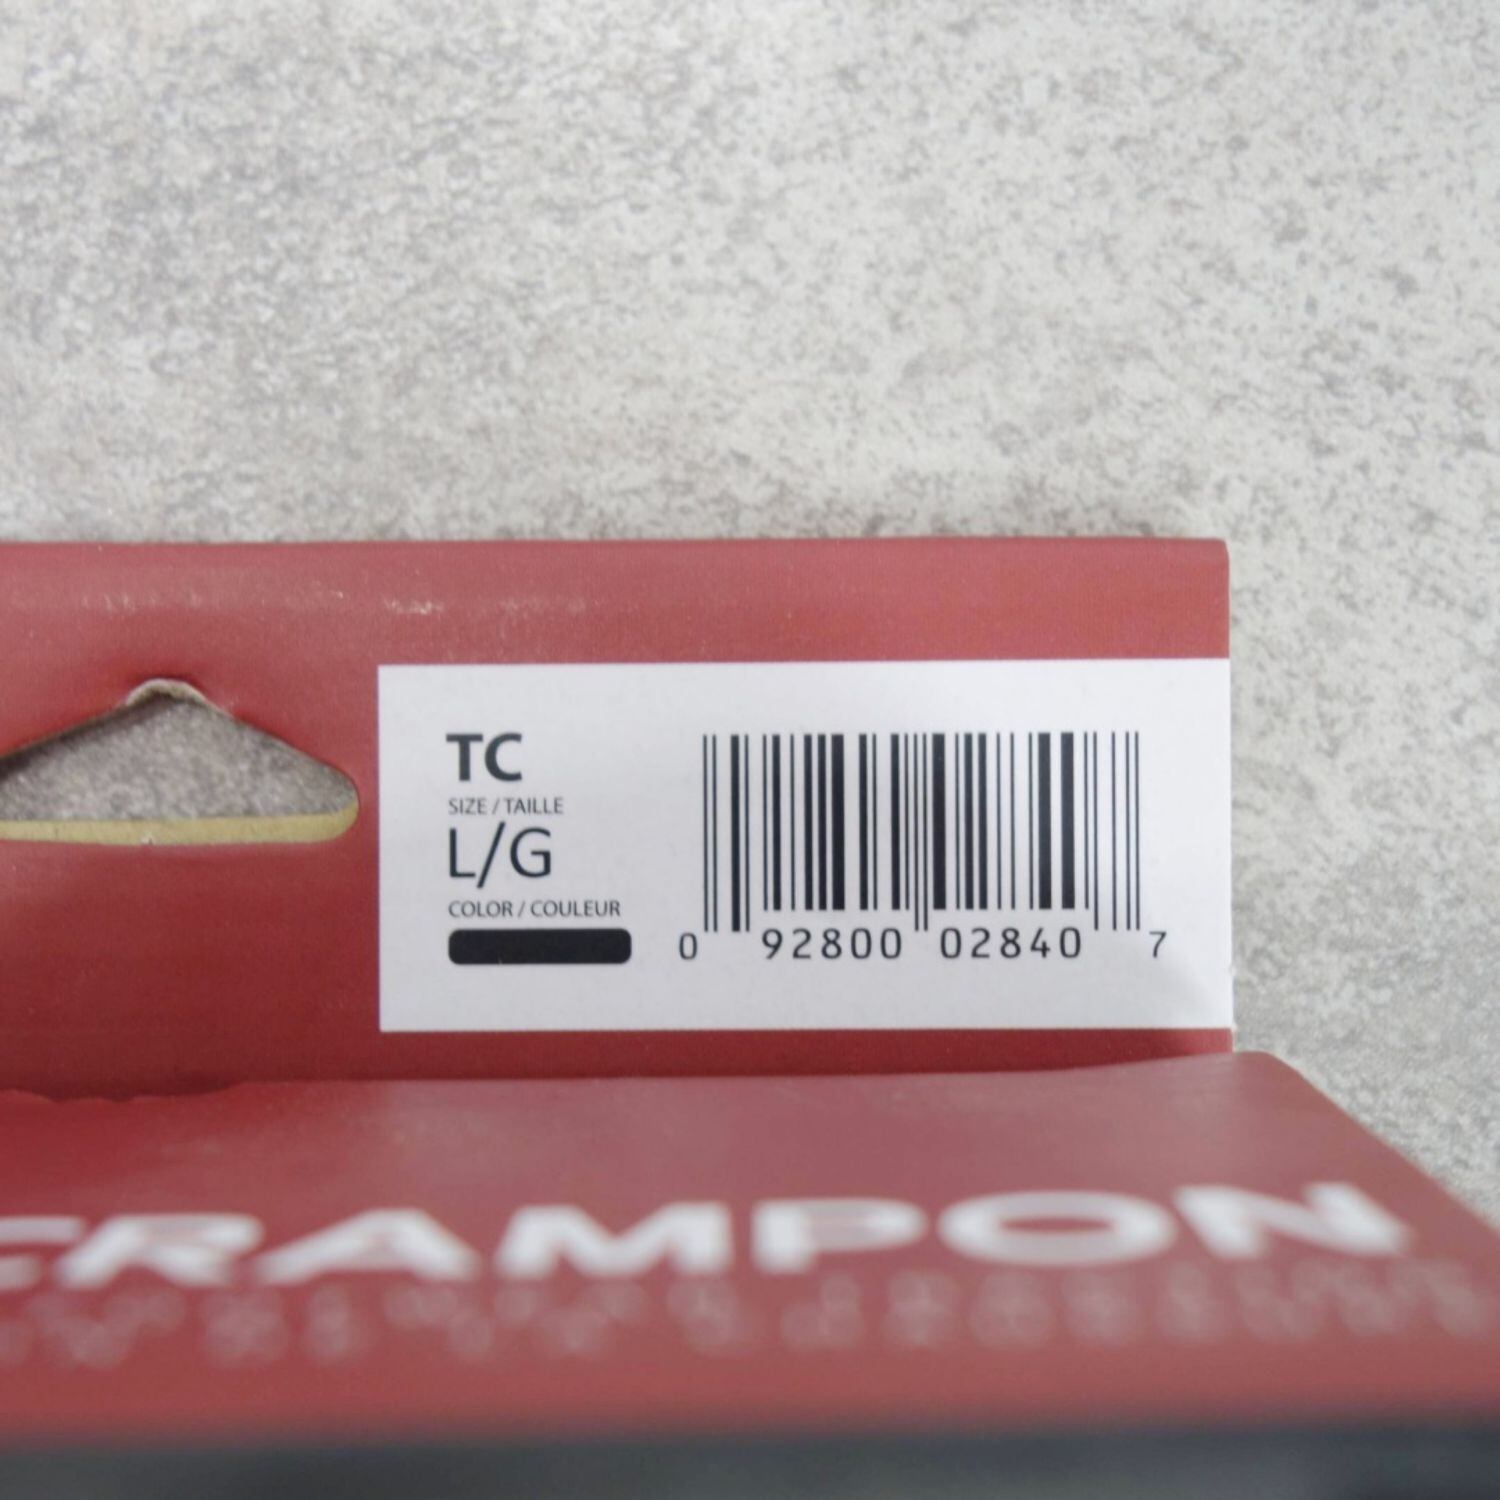 TC
SIZE / TAILLE
L/G
COLOR / COULEUR
0 92800 02840 7
CRAMPON